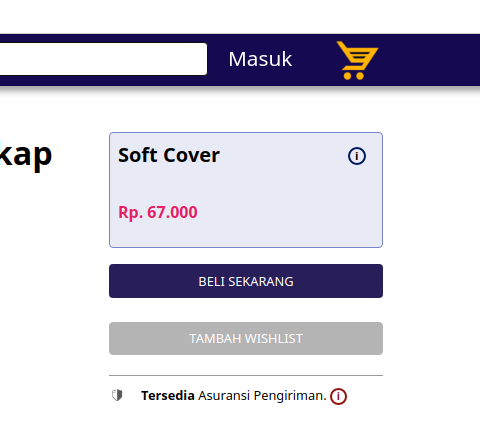 Masuk
kap
Soft Cover
Rp. 67.000
BELI SEKARANG
TAMBAH WISHLIST
Tersedia Asuransi Pengiriman.